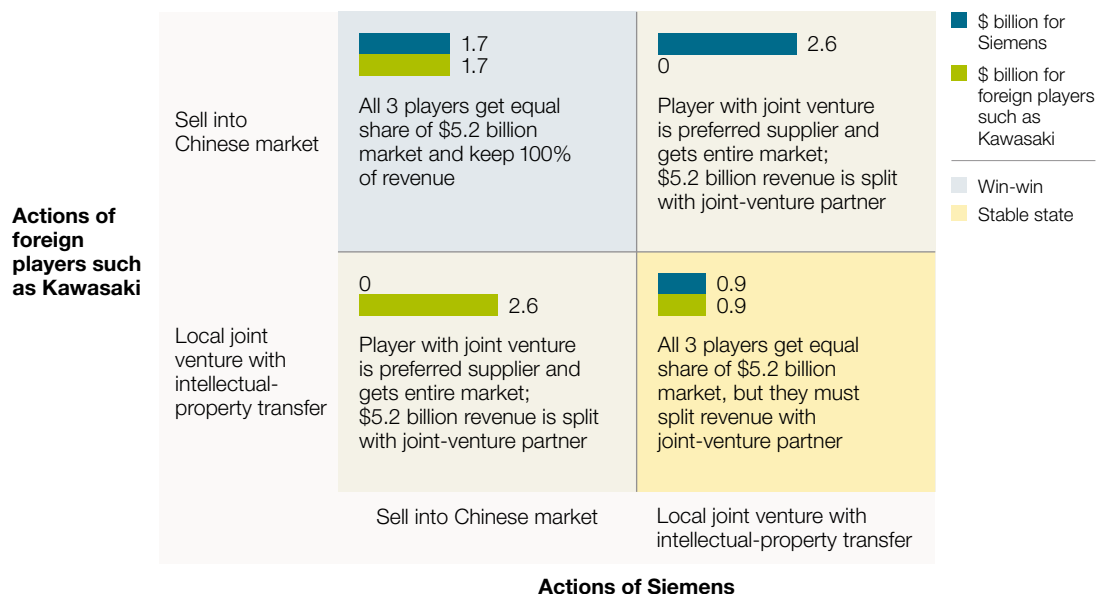 1.7
1.7
All 3 players get equal
share of $5.2 billion
market and keep 100%
of revenue
2.6
0
Player with joint venture
is preferred supplier and
gets entire market;
$5.2 billion revenue is split
with joint-venture partner
$ billion for
Siemens
$ billion for
foreign players
such as
Kawasaki
Win-win
Stable state
Sell into
Chinese market
Actions of
foreign
players such
as Kawasaki
Local joint
venture with
intellectual-
property transfer
0
2.6
Player with joint venture
is preferred supplier and
gets entire market;
$5.2 billion revenue is split
with joint-venture partner
0.9
0.9
All 3 players get equal
share of $5.2 billion
market, but they must
split revenue with
joint-venture partner
Sell into Chinese market
Local joint venture with
intellectual-property transfer
Actions of Siemens